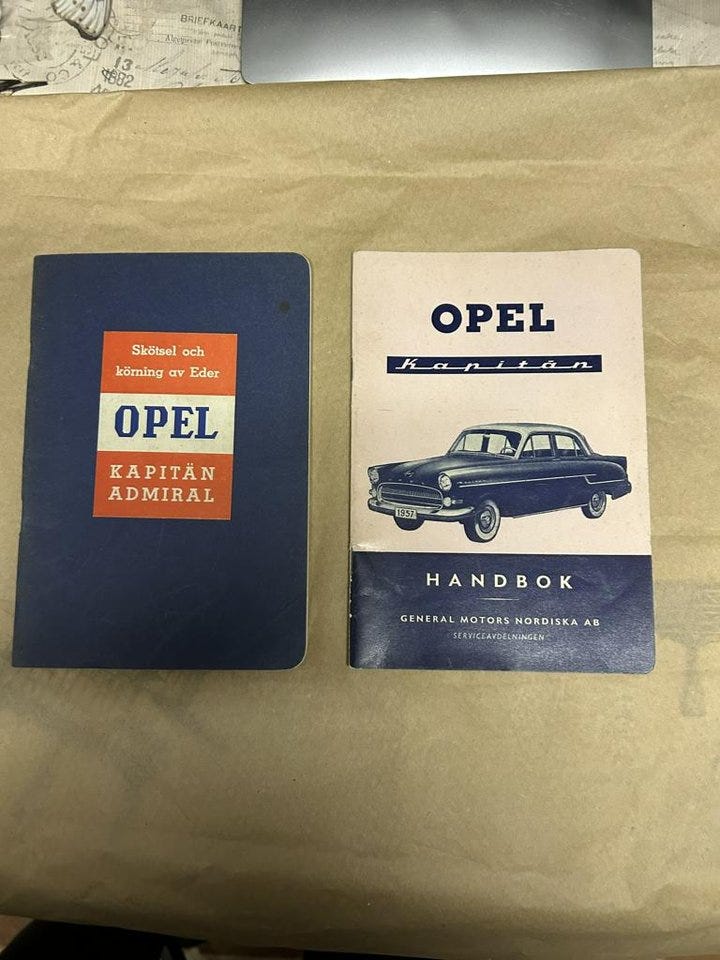 BRIEFKAART
13
1882
Skötsel och
körning av Eder
OPEL
KAPITÄN
ADMIRAL
OPEL
Kapitän
1957
HANDBOK
GENERAL MOTORS NORDISKA AB
SERVICEAVDELNINGEN